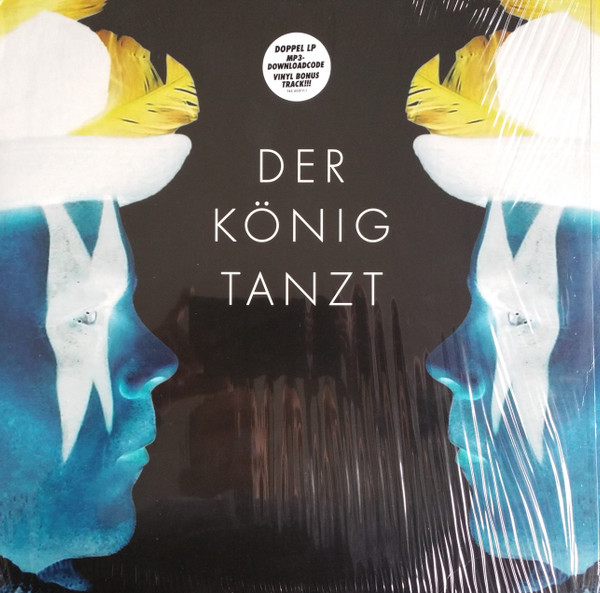 DOPPEL LP
MP3-
DOWNLOADCODE
VINYL BONUS
TRACK!!!
DER
KÖNIG
TANZT